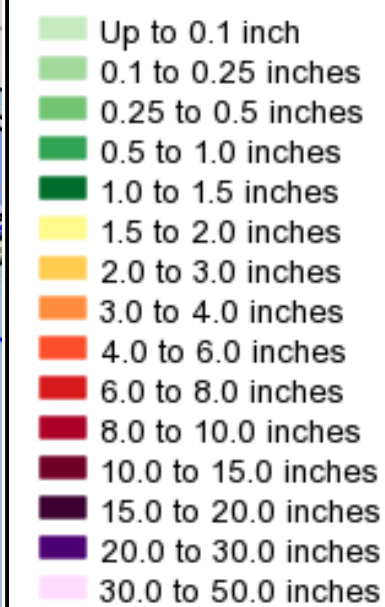 Up to 0.1 inch
0.1 to 0.25 inches
0.25 to 0.5 inches
0.5 to 1.0 inches
1.0 to 1.5 inches
1.5 to 2.0 inches
2.0 to 3.0 inches
3.0 to 4.0 inches
4.0 to 6.0 inches
6.0 to 8.0 inches
8.0 to 10.0 inches
10.0 to 15.0 inches
15.0 to 20.0 inches
20.0 to 30.0 inches
30.0 to 50.0 inches